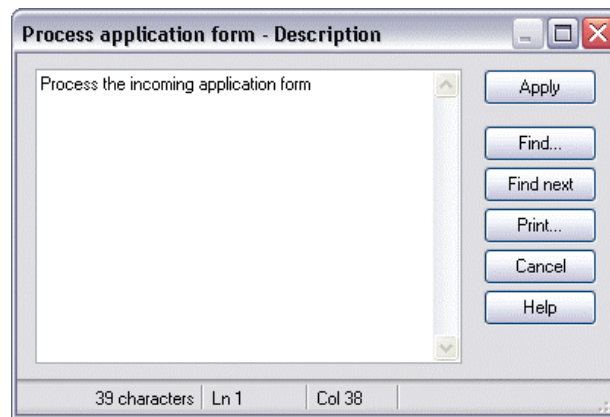 Process application form - Description
Process the incoming application form
Apply
Find...
Find next
Print...
Cancel
Help
39 characters Ln 1 Col 38